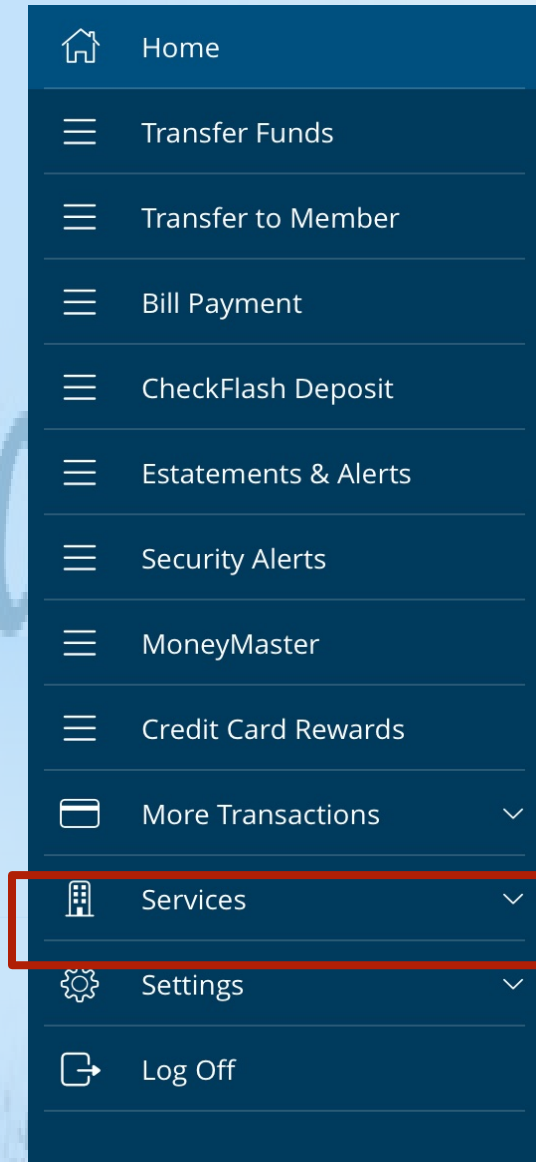 Home
Transfer Funds
Transfer to Member
Bill Payment
CheckFlash Deposit
Estatements & Alerts
Security Alerts
MoneyMaster
Credit Card Rewards
More Transactions
Services
Settings
Log Off